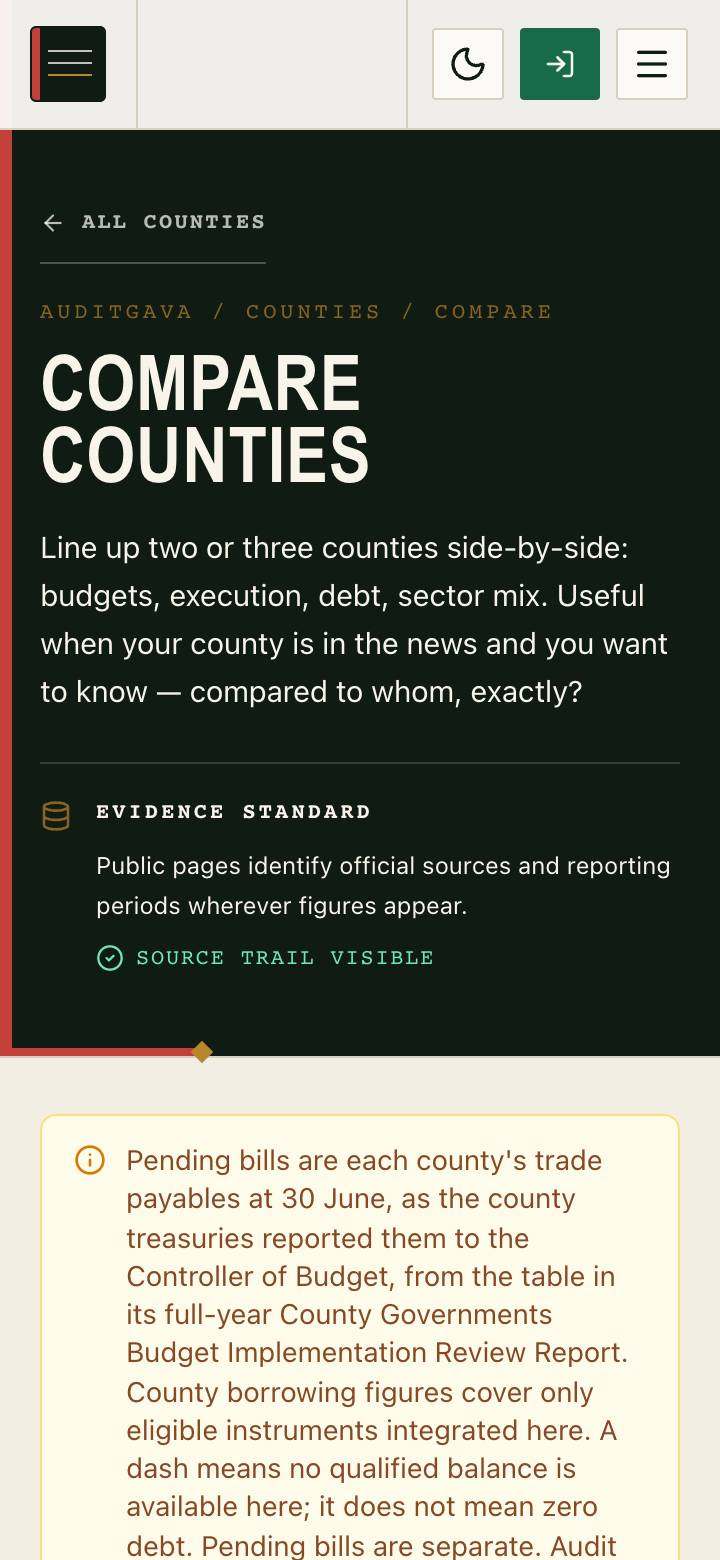 ALL COUNTIES
AUDITGAVA / COUNTIES / COMPARE
COMPARE
COUNTIES
Line up two or three counties side-by-side:
budgets, execution, debt, sector mix. Useful
when your county is in the news and you want
to know — compared to whom, exactly?
EVIDENCE STANDARD
Public pages identify official sources and reporting
periods wherever figures appear.
SOURCE TRAIL VISIBLE
Pending bills are each county's trade
payables at 30 June, as the county
treasuries reported them to the
Controller of Budget, from the table in
its full-year County Governments
Budget Implementation Review Report.
County borrowing figures cover only
eligible instruments integrated here. A
dash means no qualified balance is
available here; it does not mean zero
debt. Pending bills are separate. Audit